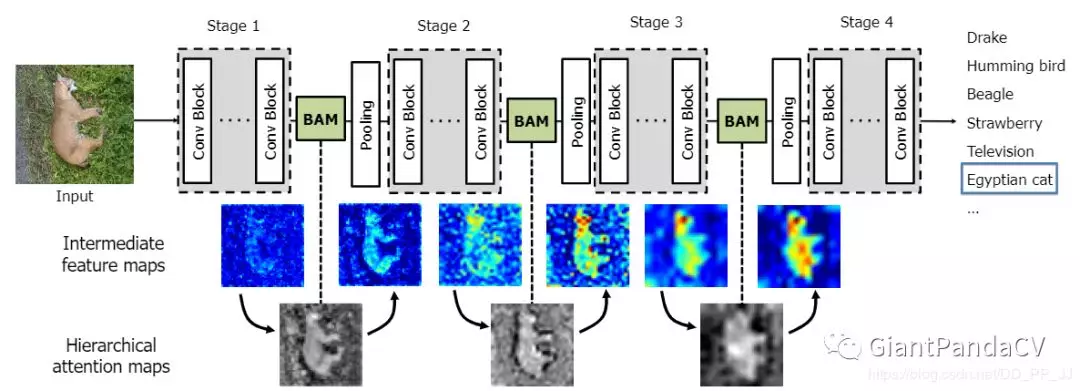 Stage 1
Stage 2
Stage 3
Stage 4
Input
Conv Block
....
Conv Block
BAM
Pooling
Conv Block
....
Conv Block
BAM
Pooling
Conv Block
....
Conv Block
BAM
Pooling
Conv Block
....
Conv Block
Drake
Humming bird
Beagle
Strawberry
Television
Egyptian cat
...
Intermediate
feature maps
Hierarchical
attention maps
GiantPandaCV
https://blog.csdn.net/DD_PP_JJ